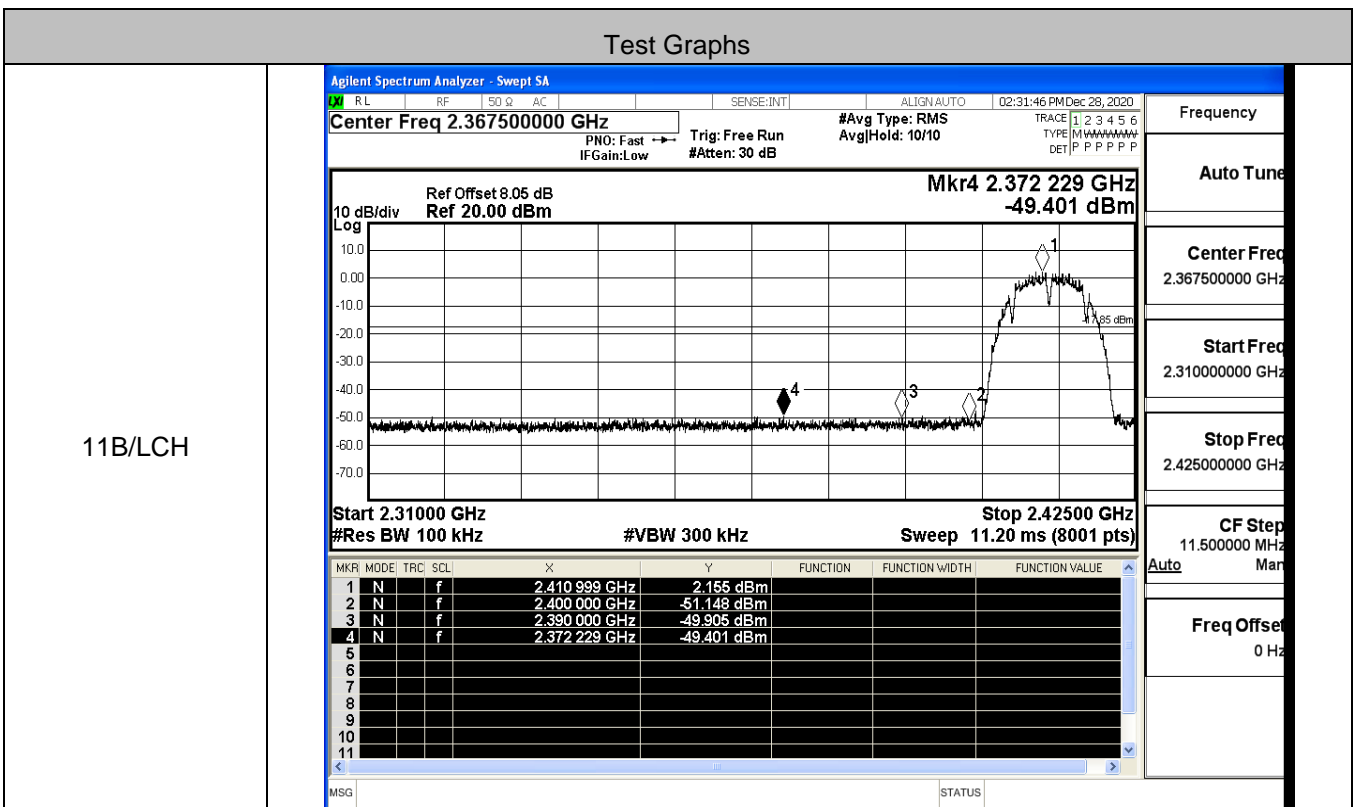 Test Graphs
11B/LCH
Agilent Spectrum Analyzer - Swept SA
LXI RL RF 50 Ω AC SENSE:INT ALIGN AUTO 02:31:46 PM Dec 28, 2020
Center Freq 2.367500000 GHz
PNO: Fast
IFGain:Low
Trig: Free Run
#Atten: 30 dB
#Avg Type: RMS
Avg|Hold: 10/10
TRACE 1 2 3 4 5 6
TYPE M W W W W W
DET P P P P P P
Ref Offset 8.05 dB
10 dB/div Ref 20.00 dBm
Log
Mkr4 2.372 229 GHz
-49.401 dBm
10.0
0.00
-10.0
-20.0
-30.0
-40.0
-50.0
-60.0
-70.0
1
2
3
4
-17.85 dBm
Start 2.31000 GHz Stop 2.42500 GHz
#Res BW 100 kHz #VBW 300 kHz Sweep 11.20 ms (8001 pts)
MKR MODE TRC SCL X Y FUNCTION FUNCTION WIDTH FUNCTION VALUE
1 N f 2.410 999 GHz 2.155 dBm
2 N f 2.400 000 GHz -51.148 dBm
3 N f 2.390 000 GHz -49.905 dBm
4 N f 2.372 229 GHz -49.401 dBm
5
6
7
8
9
10
11
MSG STATUS
Frequency
Auto Tune
Center Freq
2.367500000 GHz
Start Freq
2.310000000 GHz
Stop Freq
2.425000000 GHz
CF Step
11.500000 MHz
Auto Man
Freq Offset
0 Hz